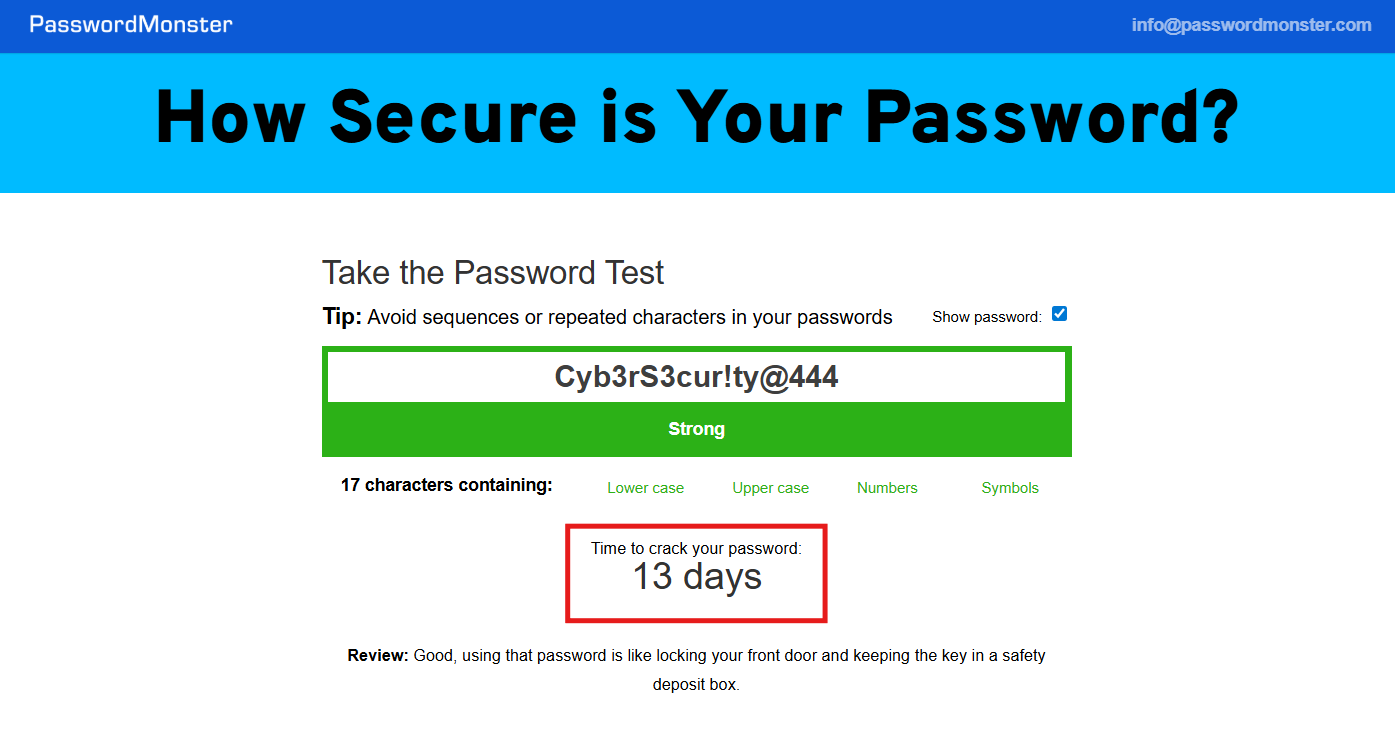 PasswordMonster
info@passwordmonster.com
How Secure is Your Password?
Take the Password Test
Tip: Avoid sequences or repeated characters in your passwords
Show password:
Cyb3rS3cur!ty@444
Strong
17 characters containing:
Lower case
Upper case
Numbers
Symbols
Time to crack your password:
13 days
Review: Good, using that password is like locking your front door and keeping the key in a safety
deposit box.